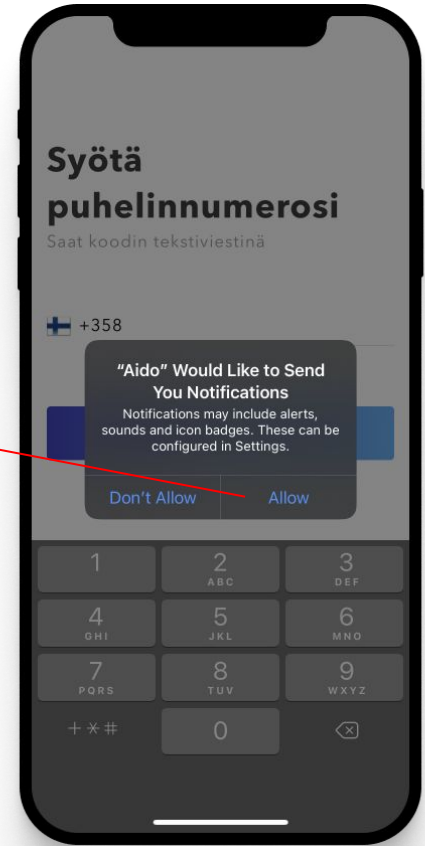 Syötä
puhelinnumerosi
Saat koodin tekstiviestinä
+358
“Aido” Would Like to Send
You Notifications
Notifications may include alerts,
sounds and icon badges. These can be
configured in Settings.
Don’t Allow Allow
1 2 3
ABC DEF
4 5 6
GHI JKL MNO
7 8 9
PQRS TUV WXYZ
+*# 0